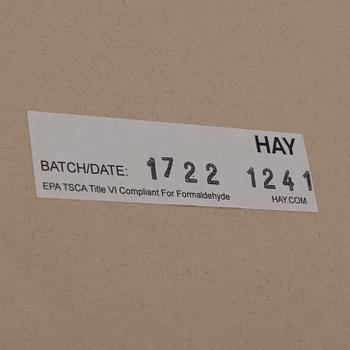 HAY
BATCH/DATE: 1722 1241
EPA TSCA Title VI Compliant For Formaldehyde HAY.COM